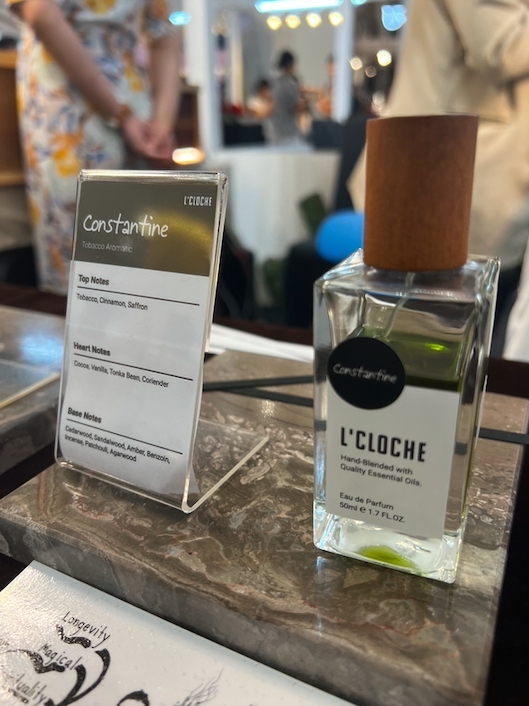 L'CLOCHE
Constantine
Tobacco Aromatic
Top Notes
Tobacco, Cinnamon, Saffron
Heart Notes
Cocoa, Vanilla, Tonka Bean, Coriender
Base Notes
Cedarwood, Sandalwood, Amber, Benzoin,
Incense, Patchouli, Agarwood
Constantine
L'CLOCHE
Hand-Blended with
Quality Essential Oils.
Eau de Parfum
50ml e 1.7 FL.OZ.
Longevity
Magical